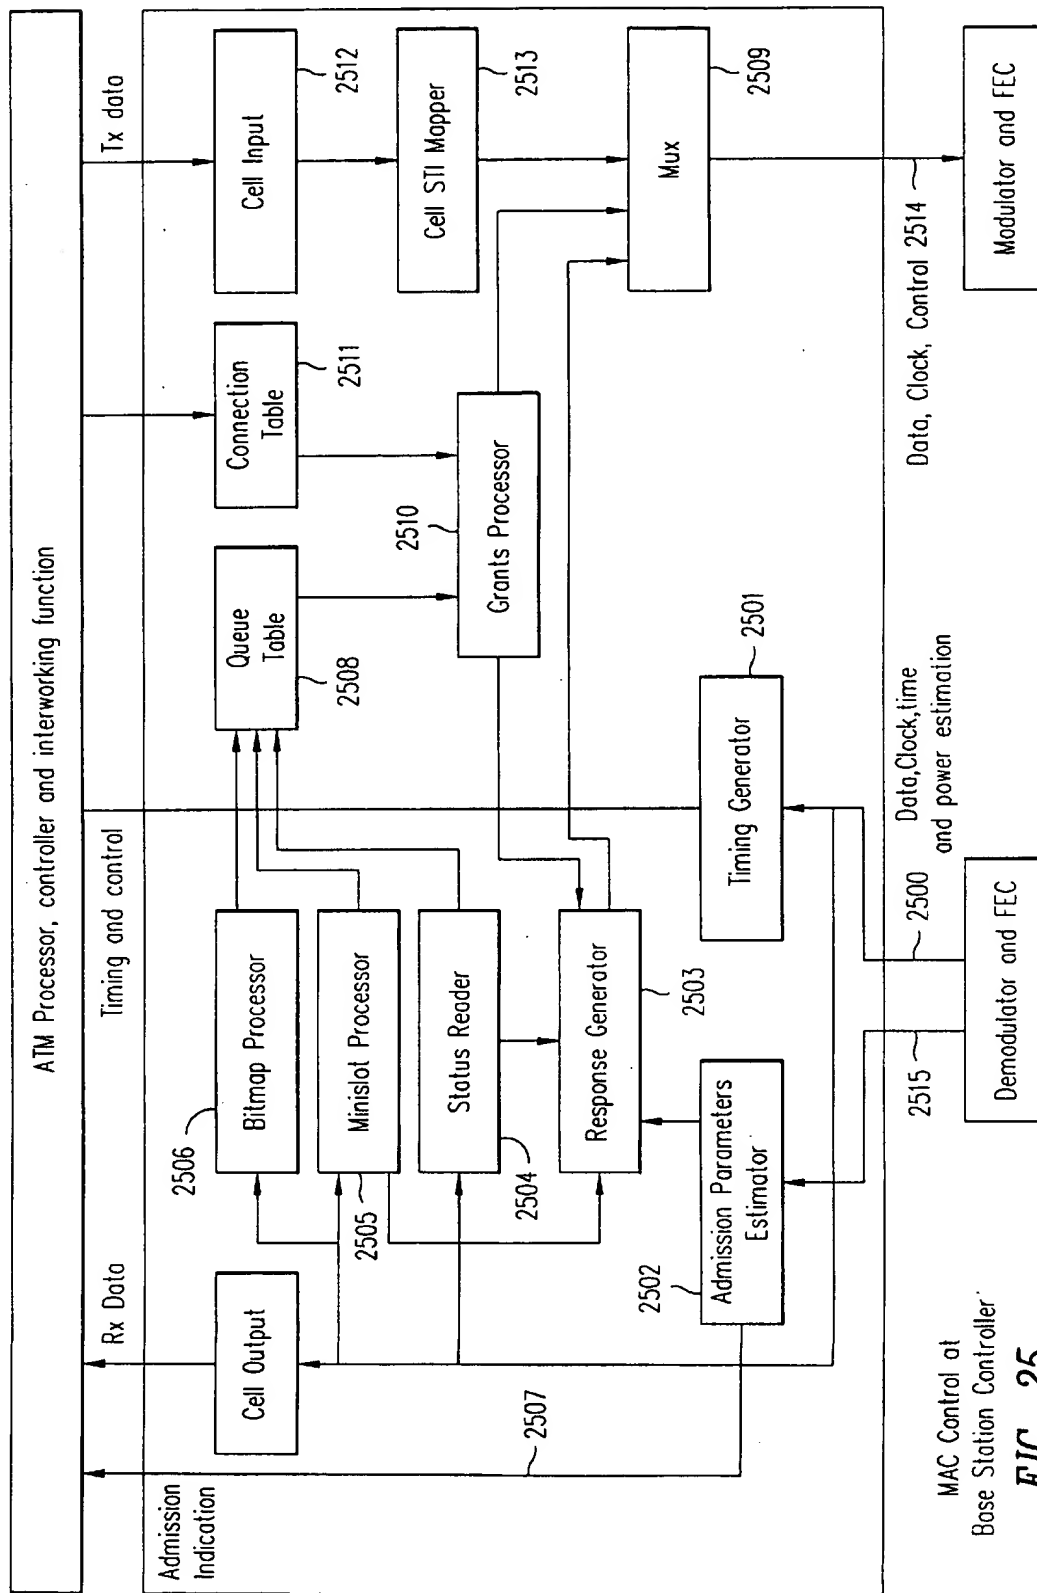 ATM Processor, controller and interworking function
Admission
Indication
Rx Data
Timing and control
Tx data
2507
Cell Output
2506
Bitmap Processor
2505
Minislot Processor
2504
Status Reader
2503
Response Generator
2502
Admission Parameters
Estimator
2501
Timing Generator
2508
Queue
Table
2511
Connection
Table
2510
Grants Processor
2512
Cell Input
2513
Cell STI Mapper
2509
Mux
2515
2500
Data,Clock,time
and power estimation
Data, Clock, Control 2514
MAC Control at
Base Station Controller
Demodulator and FEC
Modulator and FEC
FIG. 25